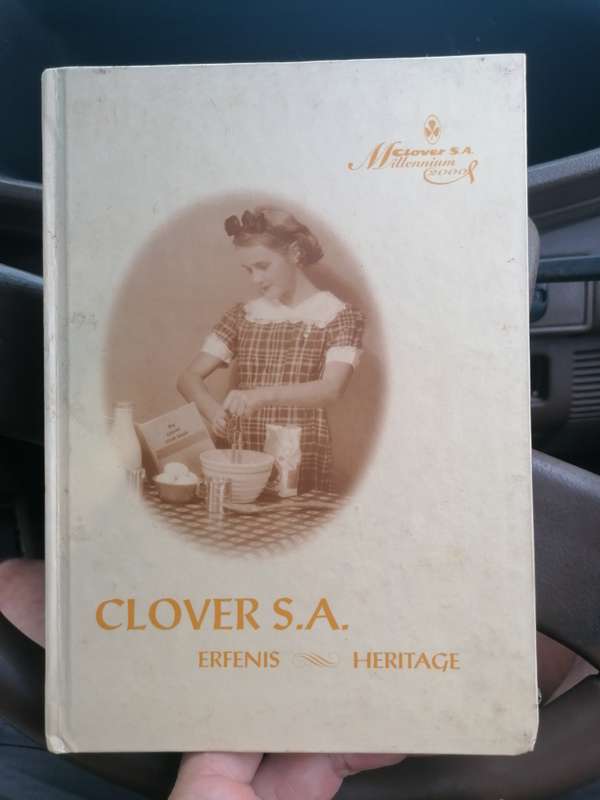 Clover S.A.
Millennium
2000
CLOVER S.A.
ERFENIS HERITAGE